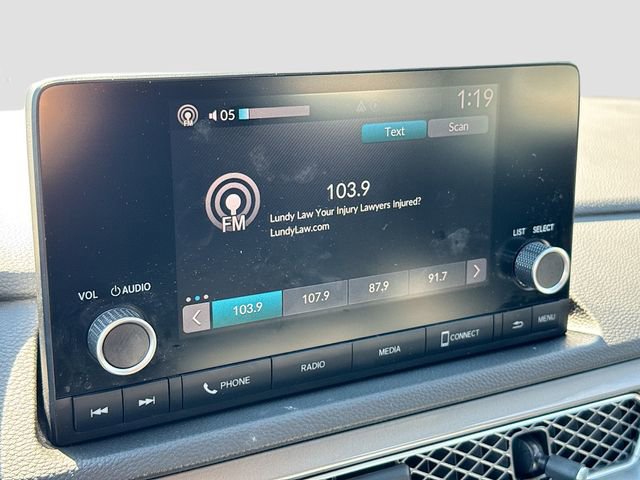 FM
05
1:19
Text
Scan
FM
103.9
Lundy Law Your Injury Lawyers Injured?
LundyLaw.com
LIST SELECT
VOL AUDIO
103.9 107.9 87.9 91.7
PHONE RADIO MEDIA CONNECT MENU